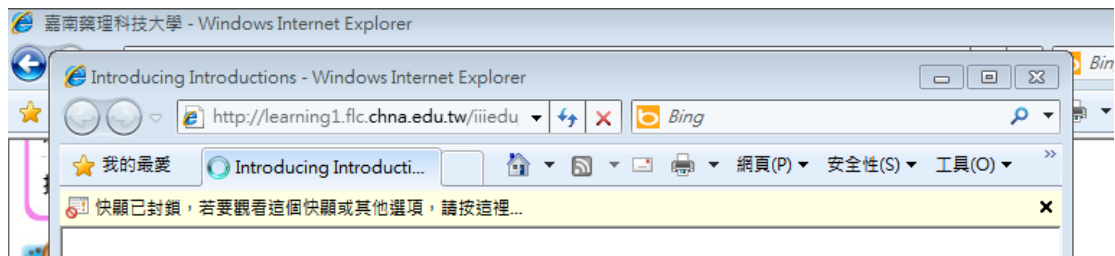 嘉南藥理科技大學 - Windows Internet Explorer
Introducing Introductions - Windows Internet Explorer
http://learning1.flc.chna.edu.tw/iiiedu
Bing
我的最愛
Introducing Introducti...
網頁(P)
安全性(S)
工具(O)
快顯已封鎖，若要觀看這個快顯或其他選項，請按這裡...